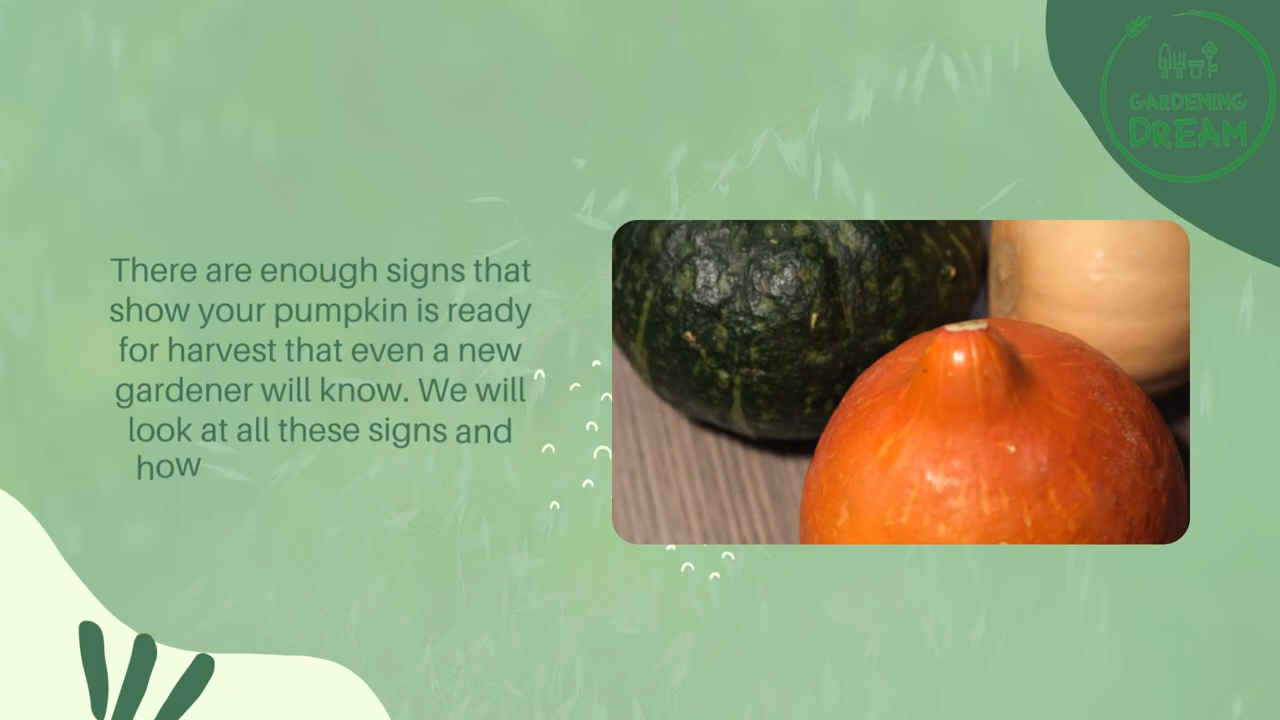 GARDENING
DREAM
There are enough signs that
show your pumpkin is ready
for harvest that even a new
gardener will know. We will
look at all these signs and
how